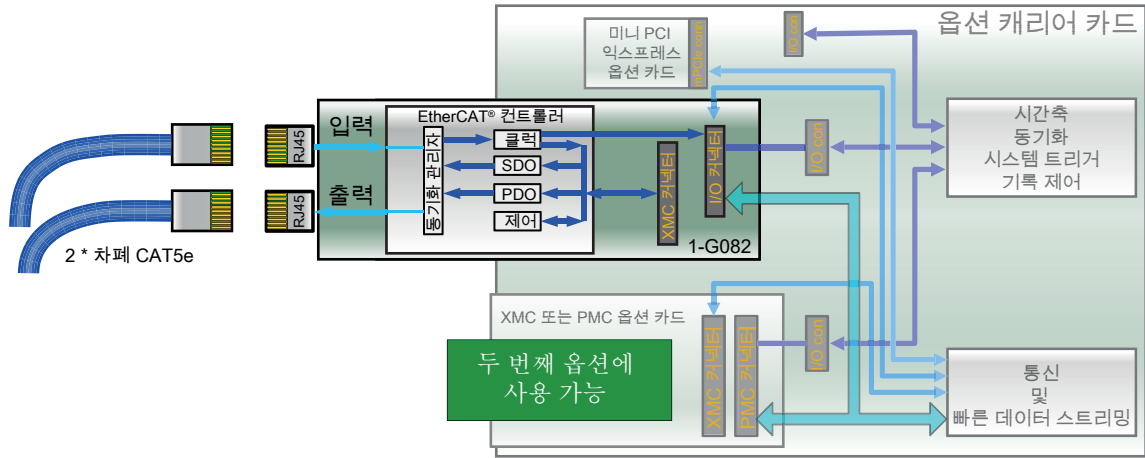 옵션 캐리어 카드
미니 PCI
익스프레스
옵션 카드
mPCIe conn
I/O con
시간축
동기화
시스템 트리거
기록 제어
EtherCAT® 컨트롤러
RJ45
입력
동기화 관리자
클럭
SDO
PDO
제어
XMC 커넥터
I/O 커넥터
I/O con
RJ45
출력
1-G082
2 * 차폐 CAT5e
XMC 또는 PMC 옵션 카드
두 번째 옵션에
사용 가능
XMC 커넥터
PMC 커넥터
I/O con
통신
및
빠른 데이터 스트리밍